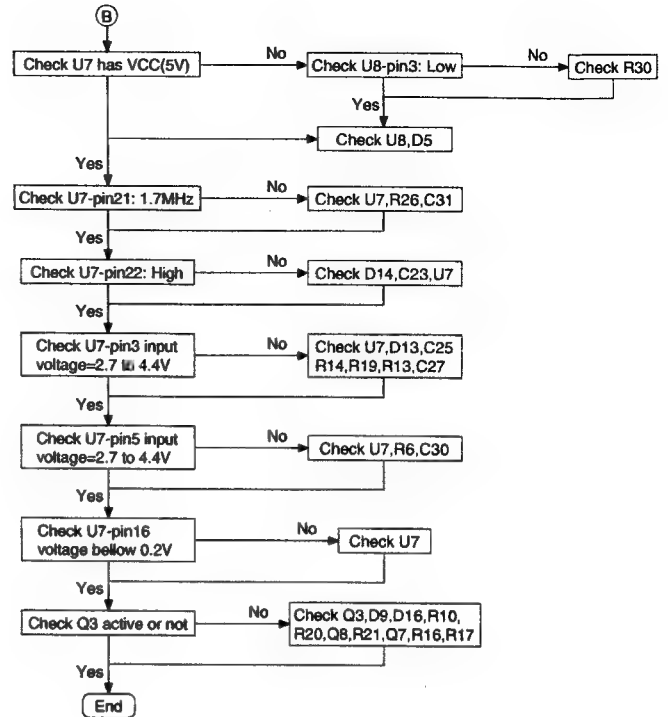 B
Check U7 has VCC(5V)
No
Check U8-pin3: Low
No
Check R30
Yes
Check U8,D5
Yes
Check U7-pin21: 1.7MHz
No
Check U7,R26,C31
Yes
Check U7-pin22: High
No
Check D14,C23,U7
Yes
Check U7-pin3 input
voltage=2.7 to 4.4V
No
Check U7,D13,C25
R14,R19,R13,C27
Yes
Check U7-pin5 input
voltage=2.7 to 4.4V
No
Check U7,R6,C30
Yes
Check U7-pin16
voltage bellow 0.2V
No
Check U7
Yes
Check Q3 active or not
No
Check Q3,D9,D16,R10,
R20,Q8,R21,Q7,R16,R17
Yes
End